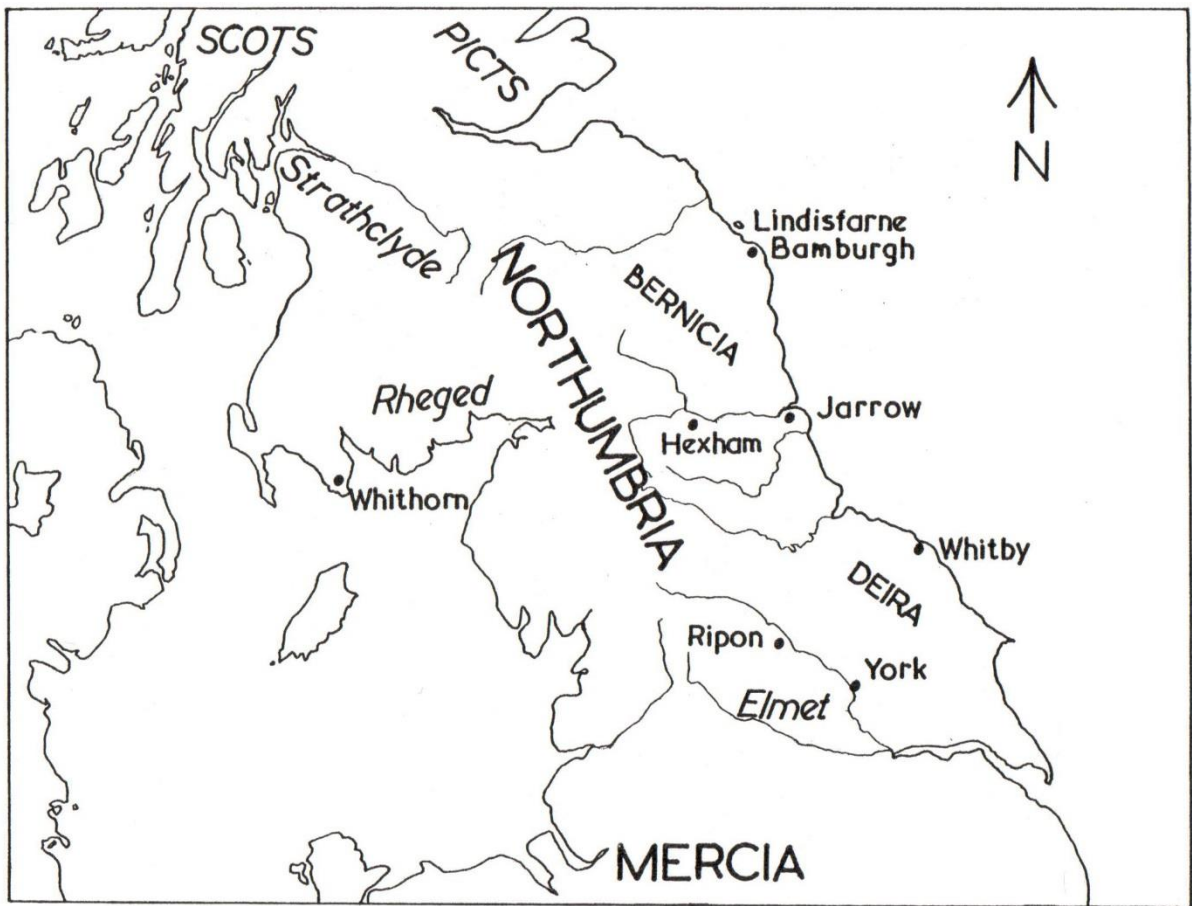 SCOTS
PICTS
N
Strathclyde
Lindisfarne
Bamburgh
NORTHUMBRIA
BERNICIA
Rheged
Jarrow
Hexham
Whithorn
Whitby
DEIRA
Ripon
York
Elmet
MERCIA